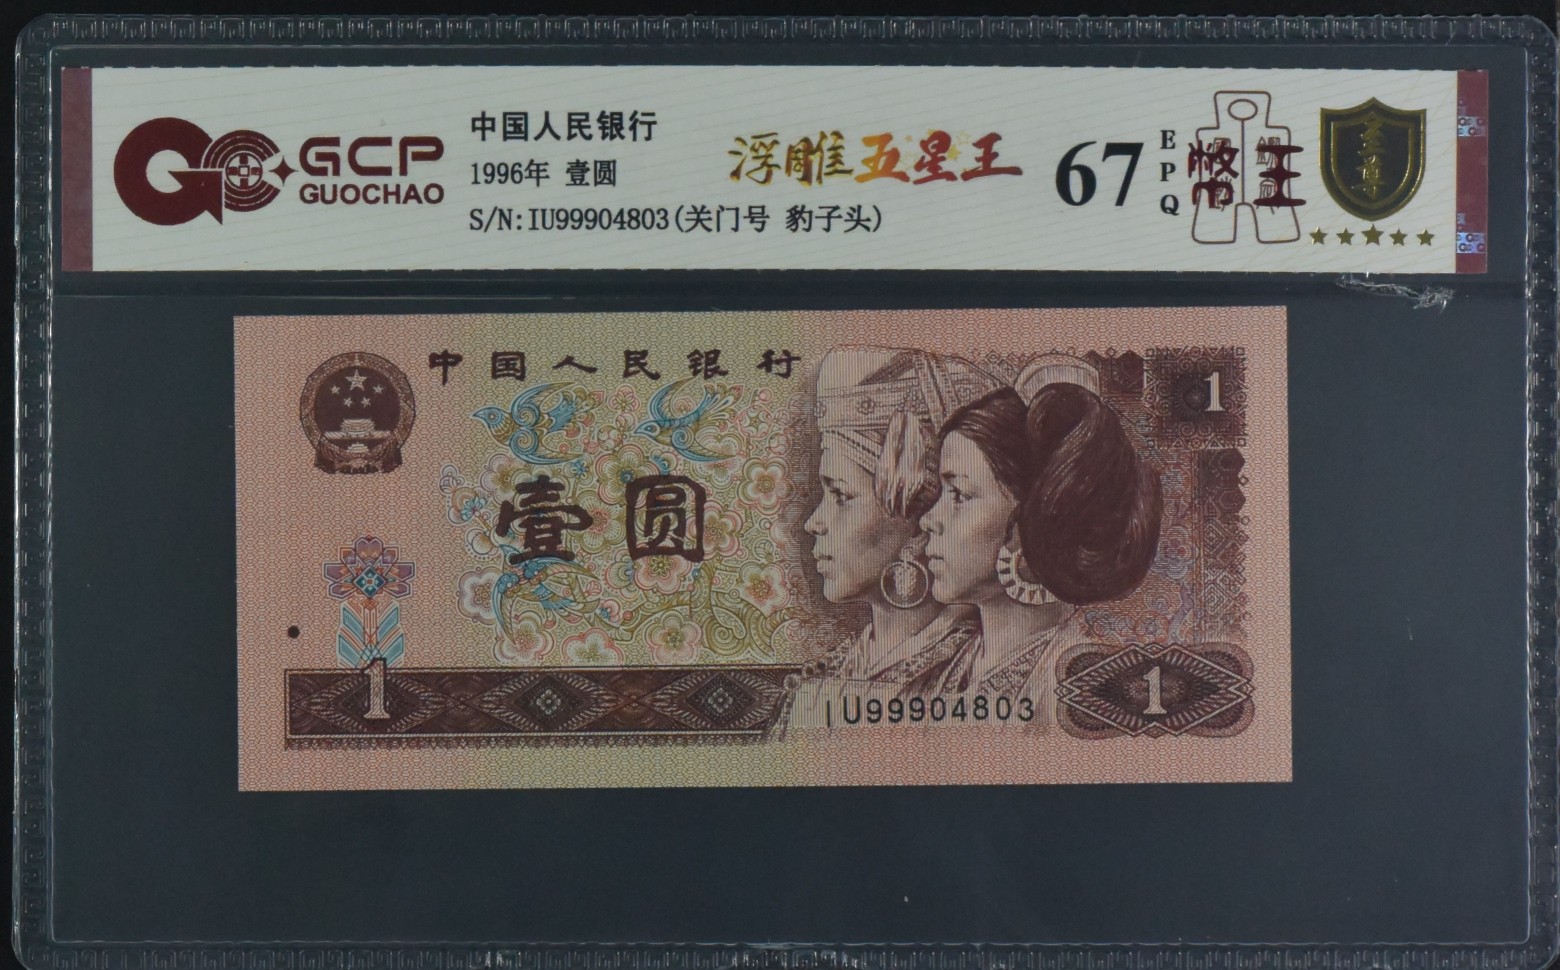 GCP
GUOCHAO
中国人民银行
1996年 壹圆
S/N:IU99904803(关门号 豹子头)
浮雕五星王
67
EPQ
至尊
中国人民银行
1
壹圆
1
IU99904803
1